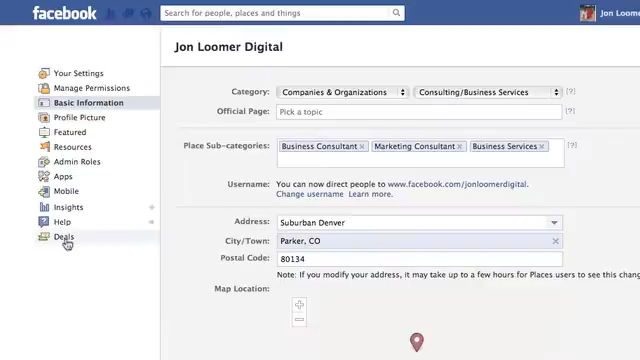 facebook
Search for people, places and things
Jon Loome
Jon Loomer Digital
Your Settings
Manage Permissions
Basic Information
Profile Picture
Featured
Resources
Admin Roles
Apps
Mobile
Insights
Help
Deals
Category: Companies & Organizations Consulting/Business Services [?]
Official Page: Pick a topic [?]
Place Sub-categories: Business Consultant × Marketing Consultant × Business Services × [?]
Username: You can now direct people to www.facebook.com/jonloomerdigital.
Change username Learn more.
Address: Suburban Denver
City/Town: Parker, CO ×
Postal Code: 80134
Note: If you modify your address, it may take up to a few hours for Places users to see this chang
Map Location:
+
−